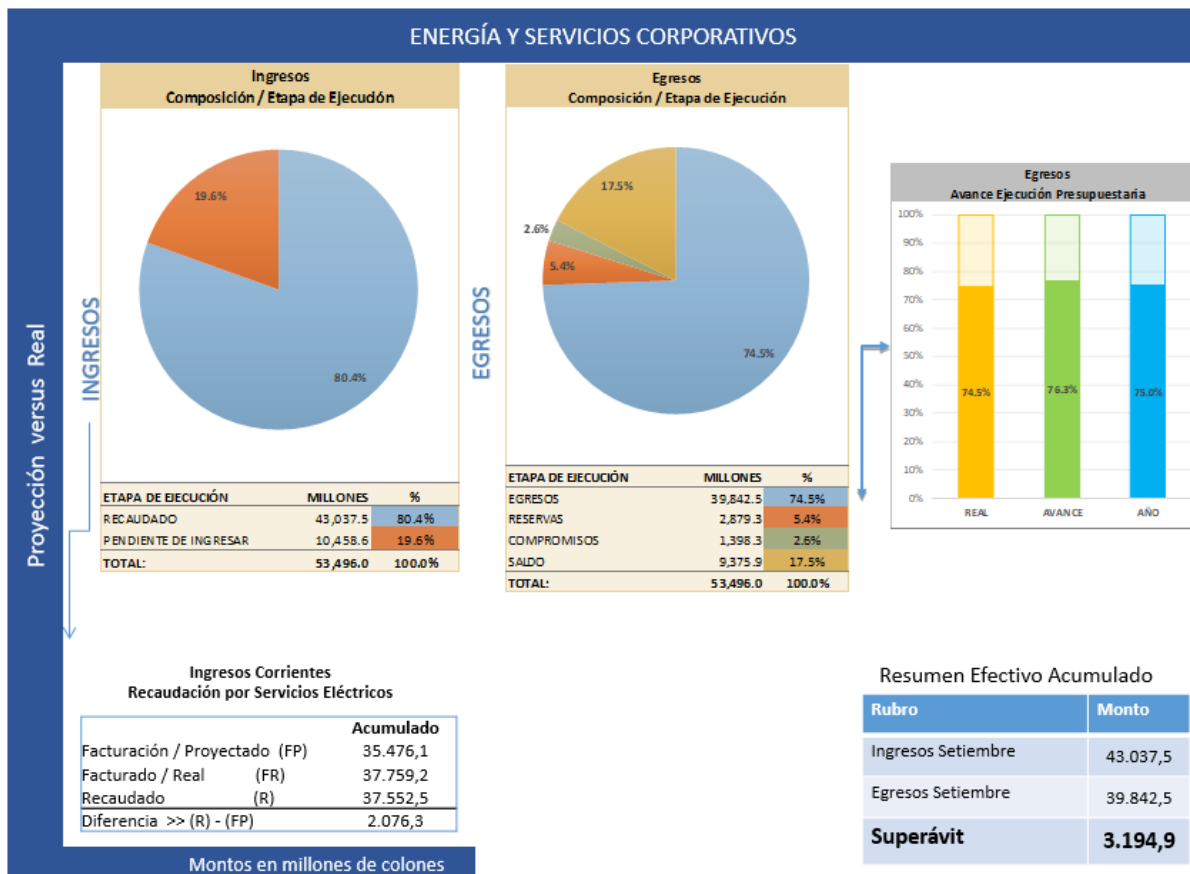 ENERGÍA Y SERVICIOS CORPORATIVOS
Proyección versus Real
INGRESOS
Ingresos
Composición / Etapa de Ejecución
19.6%
80.4%
ETAPA DE EJECUCIÓN MILLONES %
RECAUDADO 43,037.5 80.4%
PENDIENTE DE INGRESAR 10,458.6 19.6%
TOTAL: 53,496.0 100.0%
EGRESOS
Egresos
Composición / Etapa de Ejecución
17.5%
2.6%
5.4%
74.5%
ETAPA DE EJECUCIÓN MILLONES %
EGRESOS 39,842.5 74.5%
RESERVAS 2,879.3 5.4%
COMPROMISOS 1,398.3 2.6%
SALDO 9,375.9 17.5%
TOTAL: 53,496.0 100.0%
Egresos
Avance Ejecución Presupuestaria
100%
90%
80%
70%
60%
50%
40%
30%
20%
10%
0%
74.5% 76.3% 75.0%
REAL AVANCE AÑO
Ingresos Corrientes
Recaudación por Servicios Eléctricos
Acumulado
Facturación / Proyectado (FP) 35.476,1
Facturado / Real (FR) 37.759,2
Recaudado (R) 37.552,5
Diferencia >> (R) - (FP) 2.076,3
Resumen Efectivo Acumulado
Rubro Monto
Ingresos Setiembre 43.037,5
Egresos Setiembre 39.842,5
Superávit 3.194,9
Montos en millones de colones